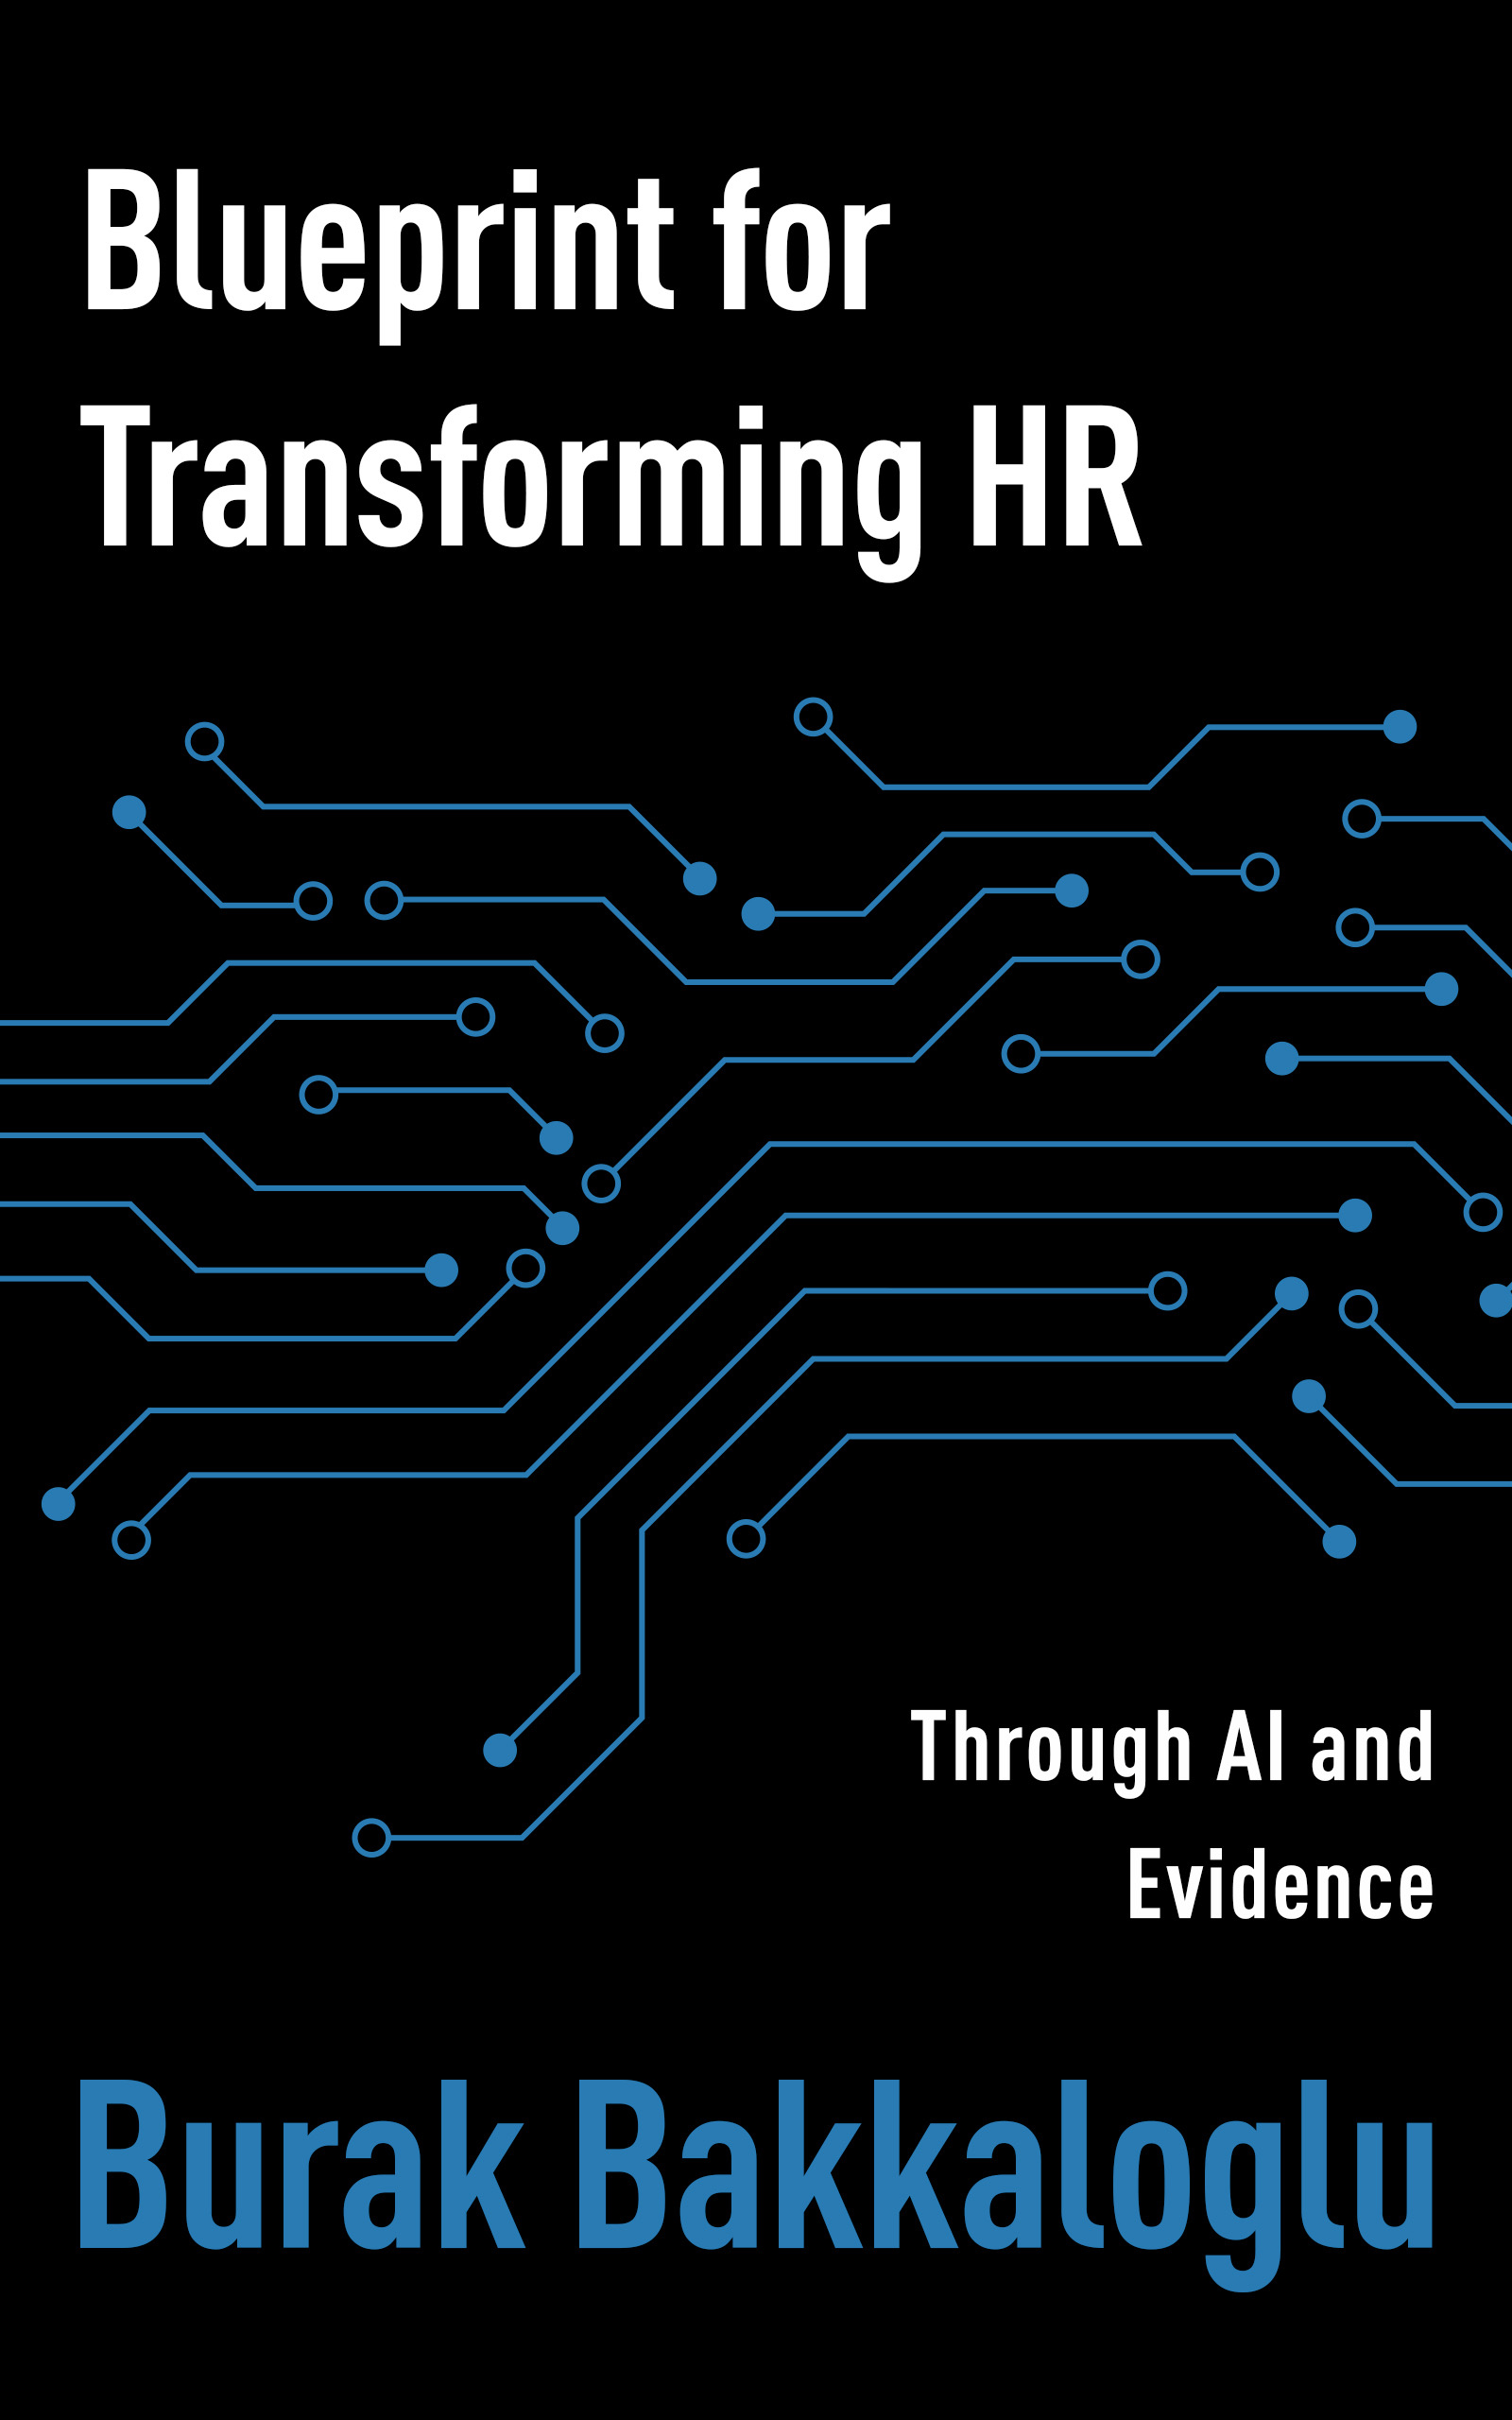 Blueprint for
Transforming HR
Through AI and
Evidence
Burak Bakkaloglu